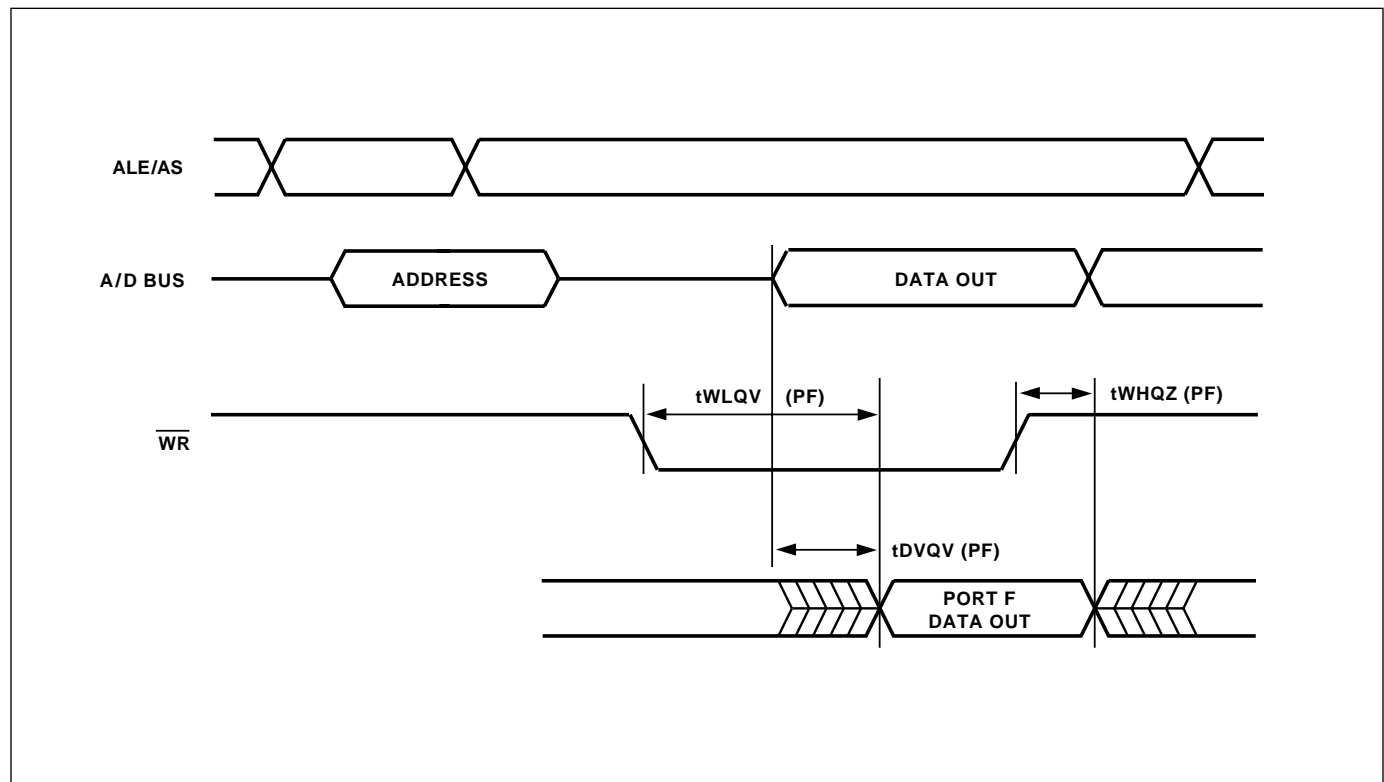 ALE/AS
A/D BUS
ADDRESS
DATA OUT
tWLQV (PF)
tWHQZ (PF)
WR
tDVQV (PF)
PORT F
DATA OUT